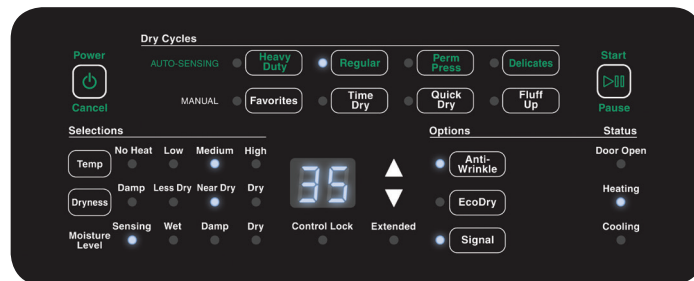 Dry Cycles
Power
Cancel
AUTO-SENSING
Heavy
Duty
Regular
Perm
Press
Delicates
Start
Pause
MANUAL
Favorites
Time
Dry
Quick
Dry
Fluff
Up
Selections
Options
Status
No Heat Low Medium High
Temp
Damp Less Dry Near Dry Dry
Dryness
Sensing Wet Damp Dry
Moisture
Level
35
Control Lock
Extended
Anti-
Wrinkle
EcoDry
Signal
Door Open
Heating
Cooling